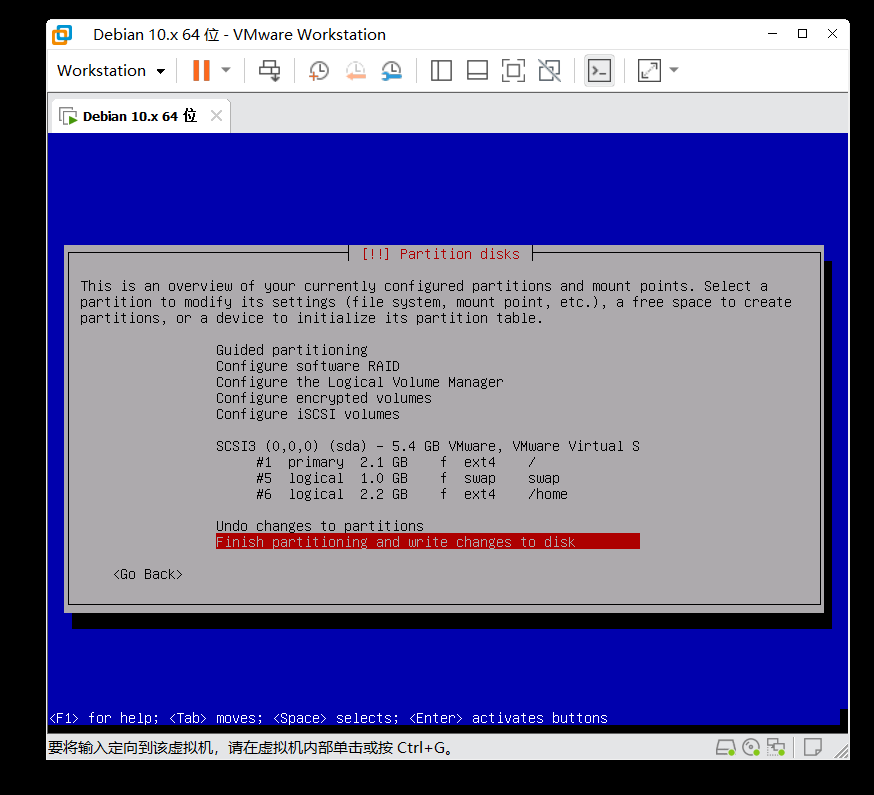 Debian 10.x 64 位 - VMware Workstation
Workstation
Debian 10.x 64 位
[!!] Partition disks
This is an overview of your currently configured partitions and mount points. Select a
partition to modify its settings (file system, mount point, etc.), a free space to create
partitions, or a device to initialize its partition table.
Guided partitioning
Configure software RAID
Configure the Logical Volume Manager
Configure encrypted volumes
Configure iSCSI volumes
SCSI3 (0,0,0) (sda) - 5.4 GB VMware, VMware Virtual S
#1 primary 2.1 GB f ext4 /
#5 logical 1.0 GB f swap swap
#6 logical 2.2 GB f ext4 /home
Undo changes to partitions
Finish partitioning and write changes to disk
<Go Back>
<F1> for help; <Tab> moves; <Space> selects; <Enter> activates buttons
要将输入定向到该虚拟机，请在虚拟机内部单击或按 Ctrl+G。